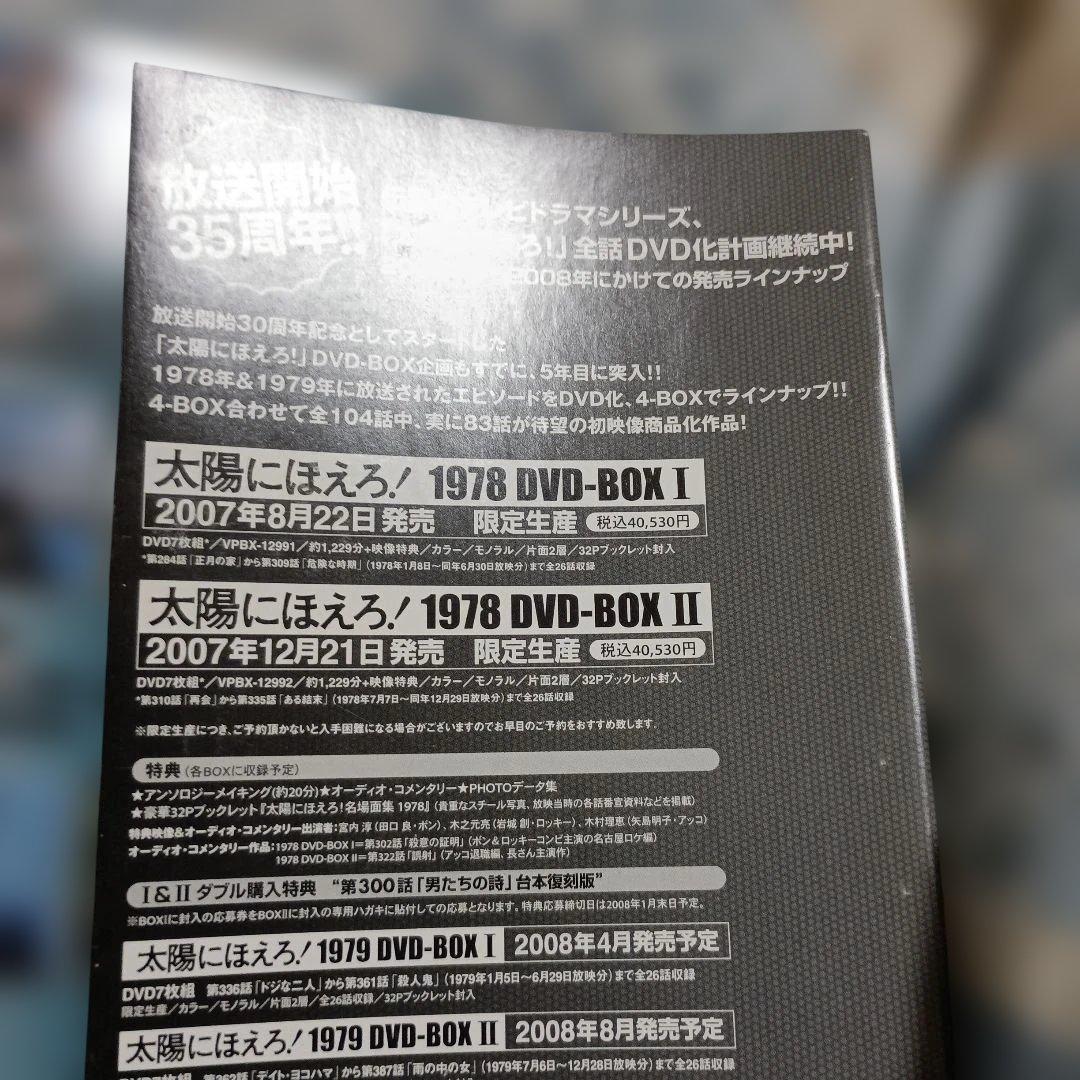 放送開始
35周年!!
ビドラマシリーズ、
ろ!」全話DVD化計画継続中!
2008年にかけての発売ラインナップ
放送開始30周年記念としてスタートした
「太陽にほえろ!」DVD-BOX企画もすでに、5年目に突入!!
1978年&1979年に放送されたエピソードをDVD化、4-BOXでラインナップ!!
4-BOX合わせて全104話中、実に83話が待望の初映像商品化作品!
太陽にほえろ! 1978 DVD-BOX I
2007年8月22日発売 限定生産 税込40,530円
DVD7枚組*/VPBX-12991/約1,229分+映像特典/カラー/モノラル/片面2層/32Pブックレット封入
*第284話「正月の家」から第309話「危険な時期」(1978年1月8日〜同年6月30日放映分)まで全26話収録
太陽にほえろ! 1978 DVD-BOX II
2007年12月21日発売 限定生産 税込40,530円
DVD7枚組*/VPBX-12992/約1,229分+映像特典/カラー/モノラル/片面2層/32Pブックレット封入
*第310話「再会」から第335話「ある結末」(1978年7月7日〜同年12月29日放映分)まで全26話収録
※限定生産につき、ご予約頂かないと入手困難になる場合がございますのでお早目のご予約をおすすめ致します.
特典(各BOXに収録予定)
★アンソロジーメイキング(約20分)★オーディオ・コメンタリー★PHOTOデータ集
★豪華32Pブックレット『太陽にほえろ!名場面集 1978』(貴重なスチール写真、放映当時の各話番宣資料などを掲載)
特典映像&オーディオ・コメンタリー出演者:宮内 淳(田口 良・ボン)、木之元亮(岩城 創・ロッキー)、木村理恵(矢島明子・アッコ)
オーディオ・コメンタリー作品:1978 DVD-BOX I=第302話「殺意の証明」(ボン&ロッキーコンビ主演の名古屋ロケ編)
1978 DVD-BOX II=第322話「誤射」(アッコ退職編、長さん主演作)
I&II ダブル購入特典 “第300話「男たちの詩」台本復刻版”
※BOXIに封入の応募券をBOXIIに封入の専用ハガキに貼付しての応募となります。特典応募締切日は2008年1月末日予定。
太陽にほえろ! 1979 DVD-BOX I 2008年4月発売予定
DVD7枚組 第336話「ドジな二人」から第361話「殺人鬼」(1979年1月5日〜6月29日放映分)まで全26話収録
限定生産/カラー/モノラル/片面2層/全26話収録/32Pブックレット封入
太陽にほえろ! 1979 DVD-BOX II 2008年8月発売予定
DVD7枚組 第362話「デイト・ヨコハマ」から第387話「雨の中の女」(1979年7月6日〜12月28日放映分)まで全26話収録